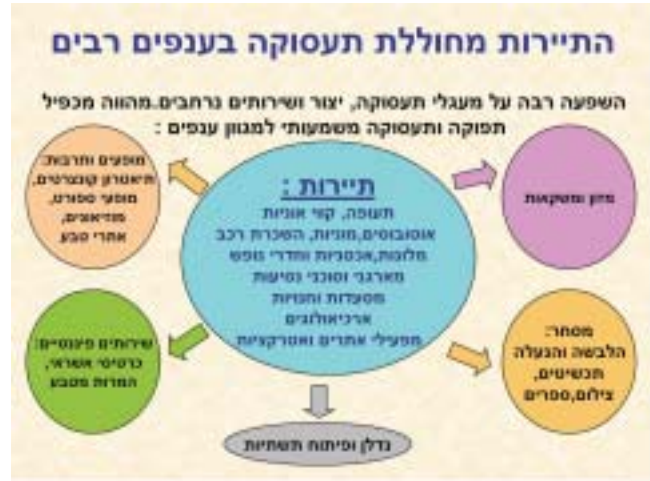 התיירות מחוללת תעסוקה בענפים רבים
השפעה רבה על מעגלי תעסוקה, יצור ושירותים נרחבים.מהווה מכפיל
תפוקה ותעסוקה משמעותי למגוון ענפים :
מזון ומשקאות
תיירות :
תעופה, קווי אוניות
אוטובוסים,מוניות, השכרת רכב
מלונות,אכסניות וחדרי נופש
מארגני וסוכני נסיעות
מסעדות וחנויות
ארכיאולוגים
מפעילי אתרים ואטרקציות
מופעים ותרבות:
תיאטרון קונצרטים,
מופעי ספורט,
מוזיאונים,
אתרי טבע
מסחר:
הלבשה והנעלה
תכשיטים,
צילום,ספרים
שירותים פיננסיים:
כרטיסי אשראי,
המרות מטבע
נדלן ופיתוח תשתיות